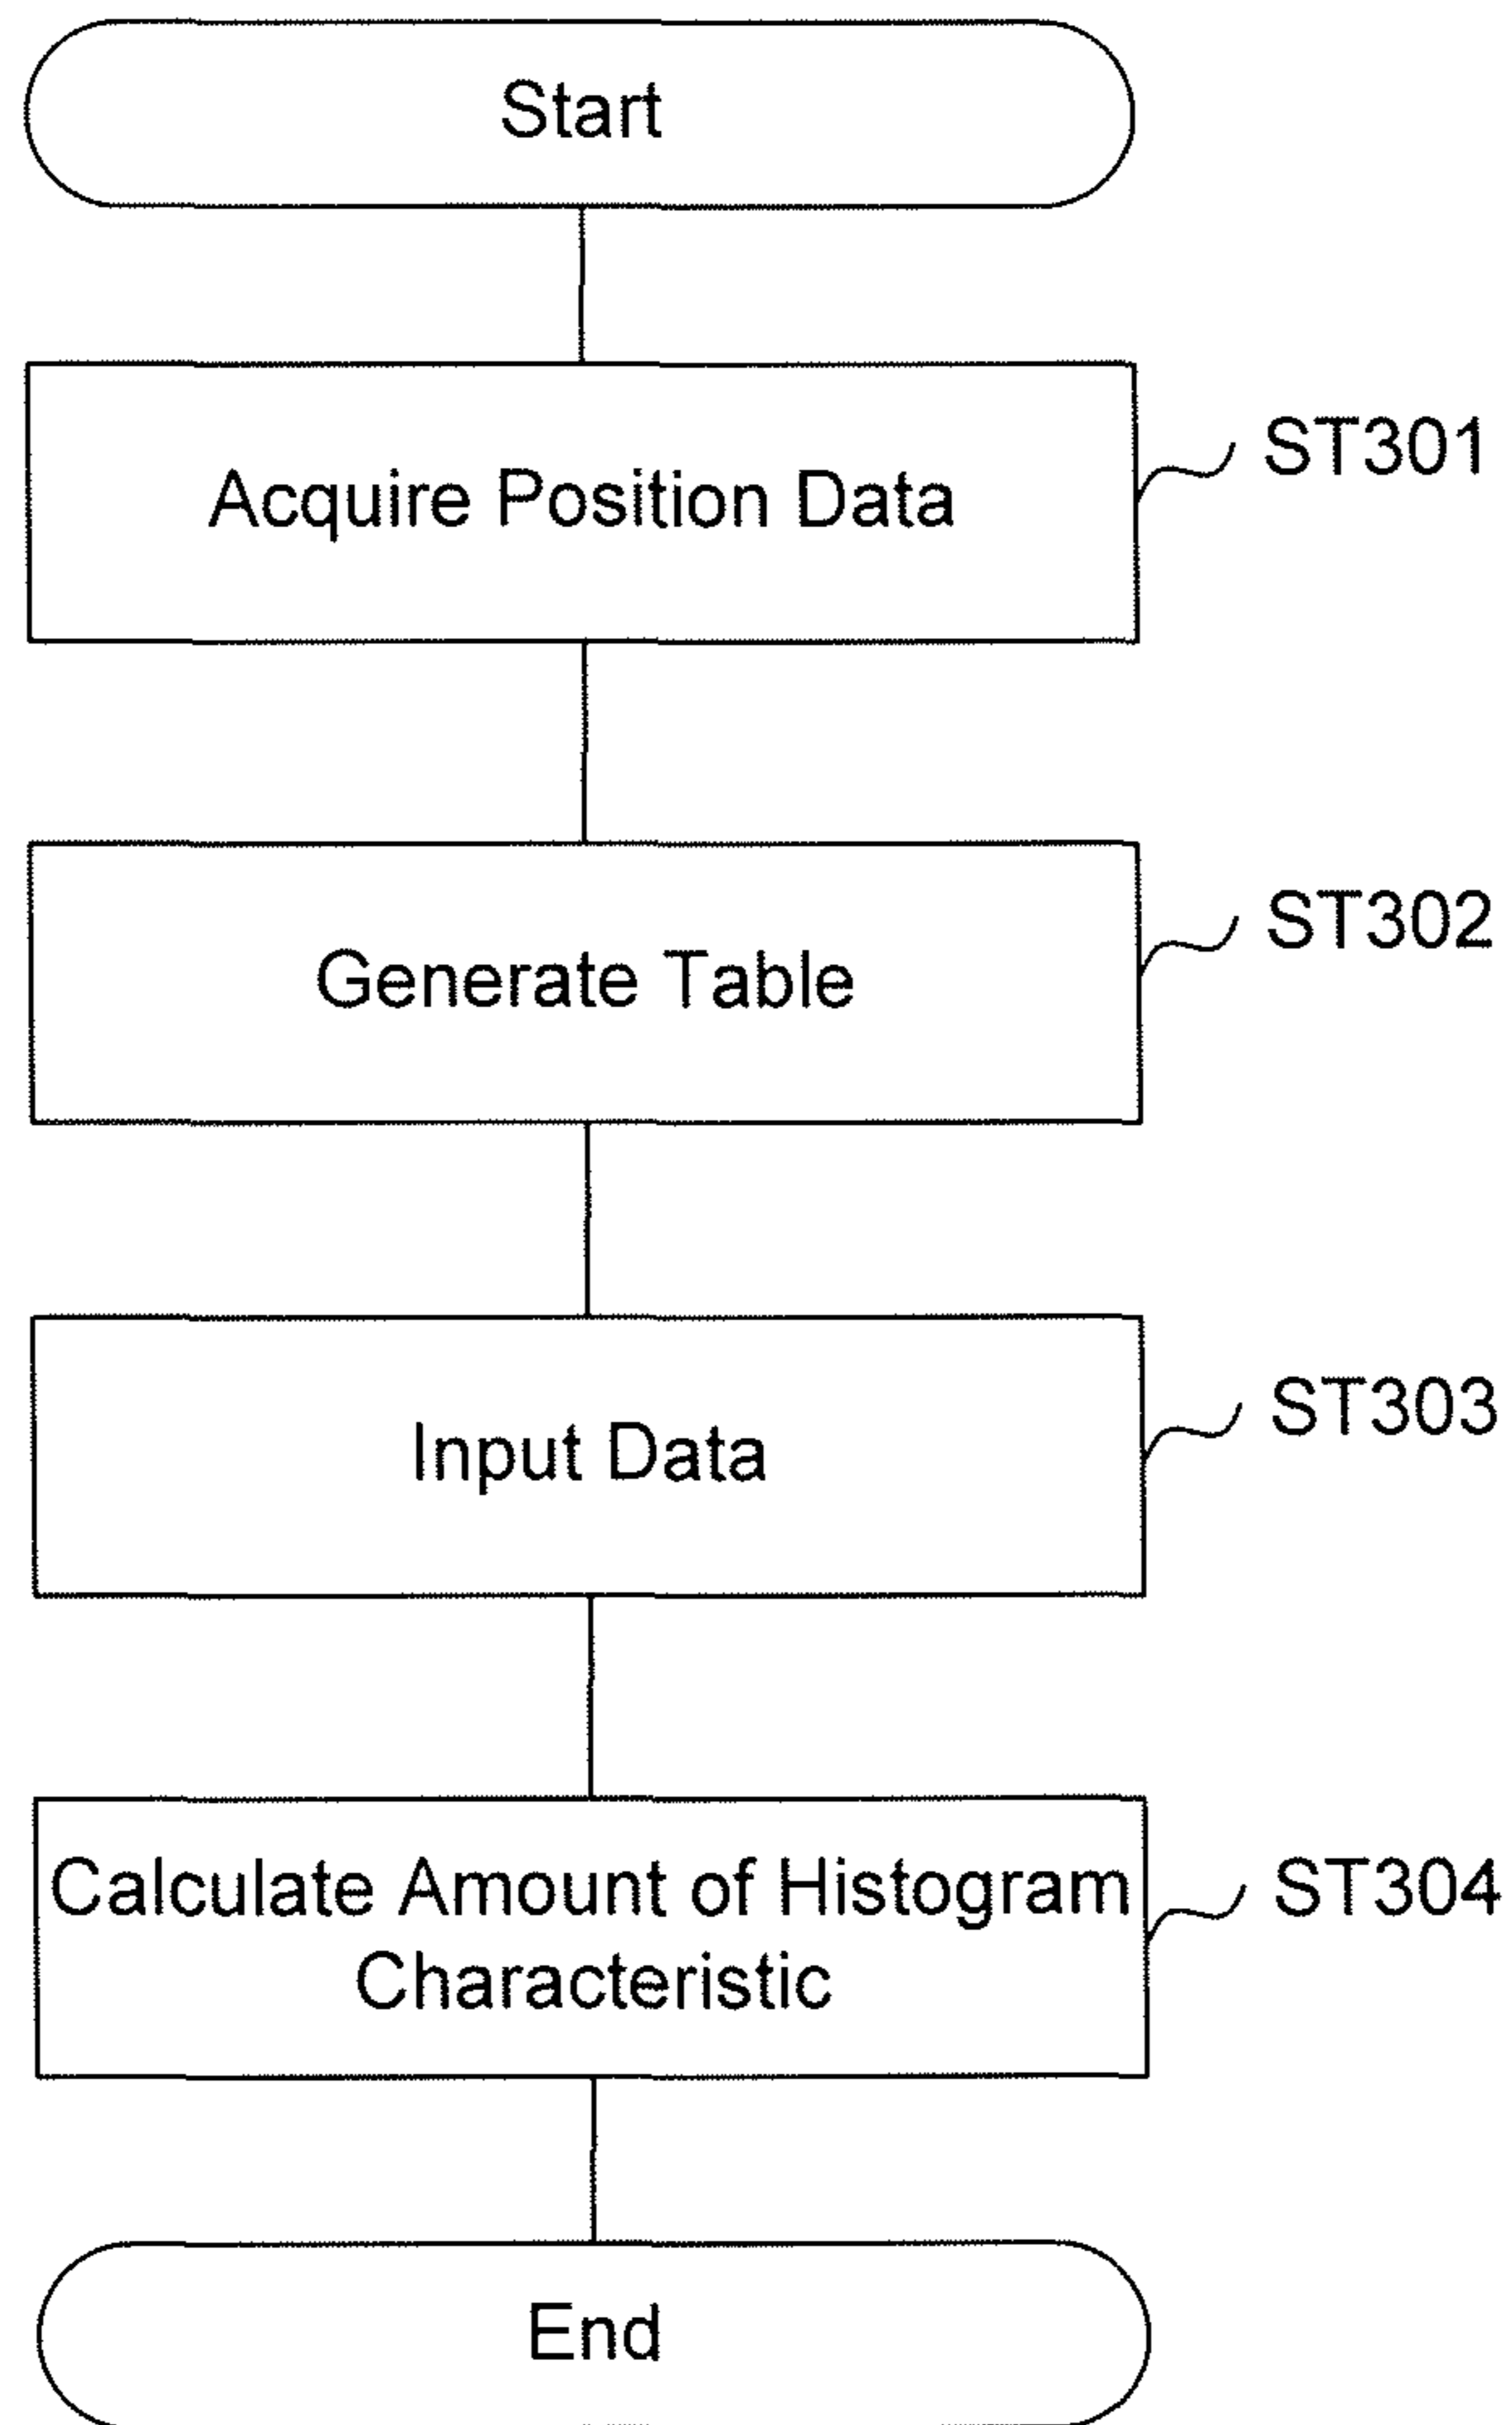 Start
Acquire Position Data
ST301
Generate Table
ST302
Input Data
ST303
Calculate Amount of Histogram
Characteristic
ST304
End